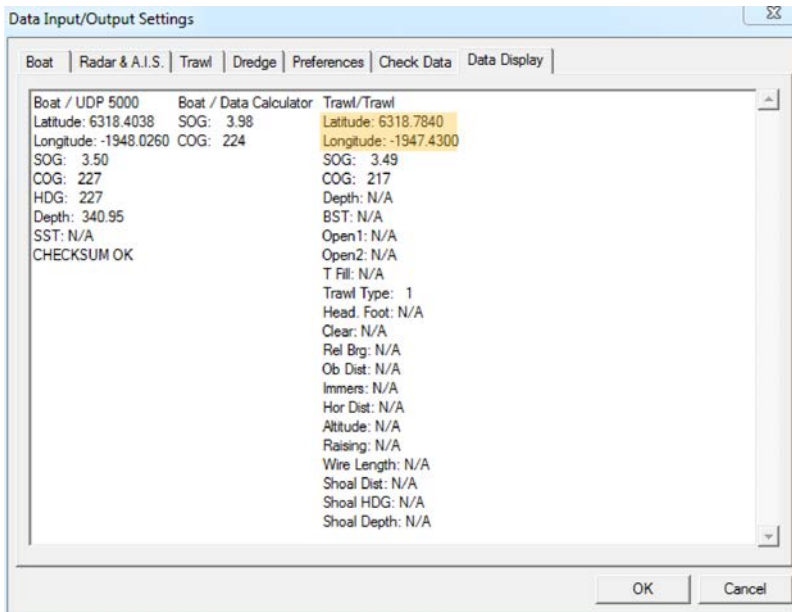 Data Input/Output Settings
Boat Radar & A.I.S. Trawl Dredge Preferences Check Data Data Display
Boat / UDP 5000 Boat / Data Calculator Trawl/Trawl
Latitude: 6318.4038 SOG: 3.98 Latitude: 6318.7840
Longitude: -1948.0260 COG: 224 Longitude: -1947.4300
SOG: 3.50 SOG: 3.49
COG: 227 COG: 217
HDG: 227 Depth: N/A
Depth: 340.95 BST: N/A
SST: N/A Open1: N/A
CHECKSUM OK Open2: N/A
T Fill: N/A
Trawl Type: 1
Head. Foot: N/A
Clear: N/A
Rel Brg: N/A
Ob Dist: N/A
Immers: N/A
Hor Dist: N/A
Altitude: N/A
Raising: N/A
Wire Length: N/A
Shoal Dist: N/A
Shoal HDG: N/A
Shoal Depth: N/A
OK Cancel